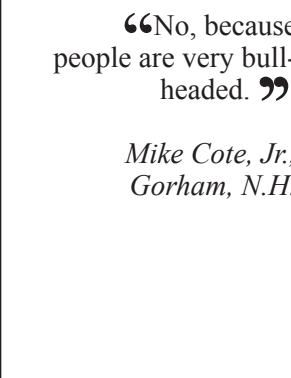 “No, because
people are very bull-
headed. ”
Mike Cote, Jr.,
Gorham, N.H.